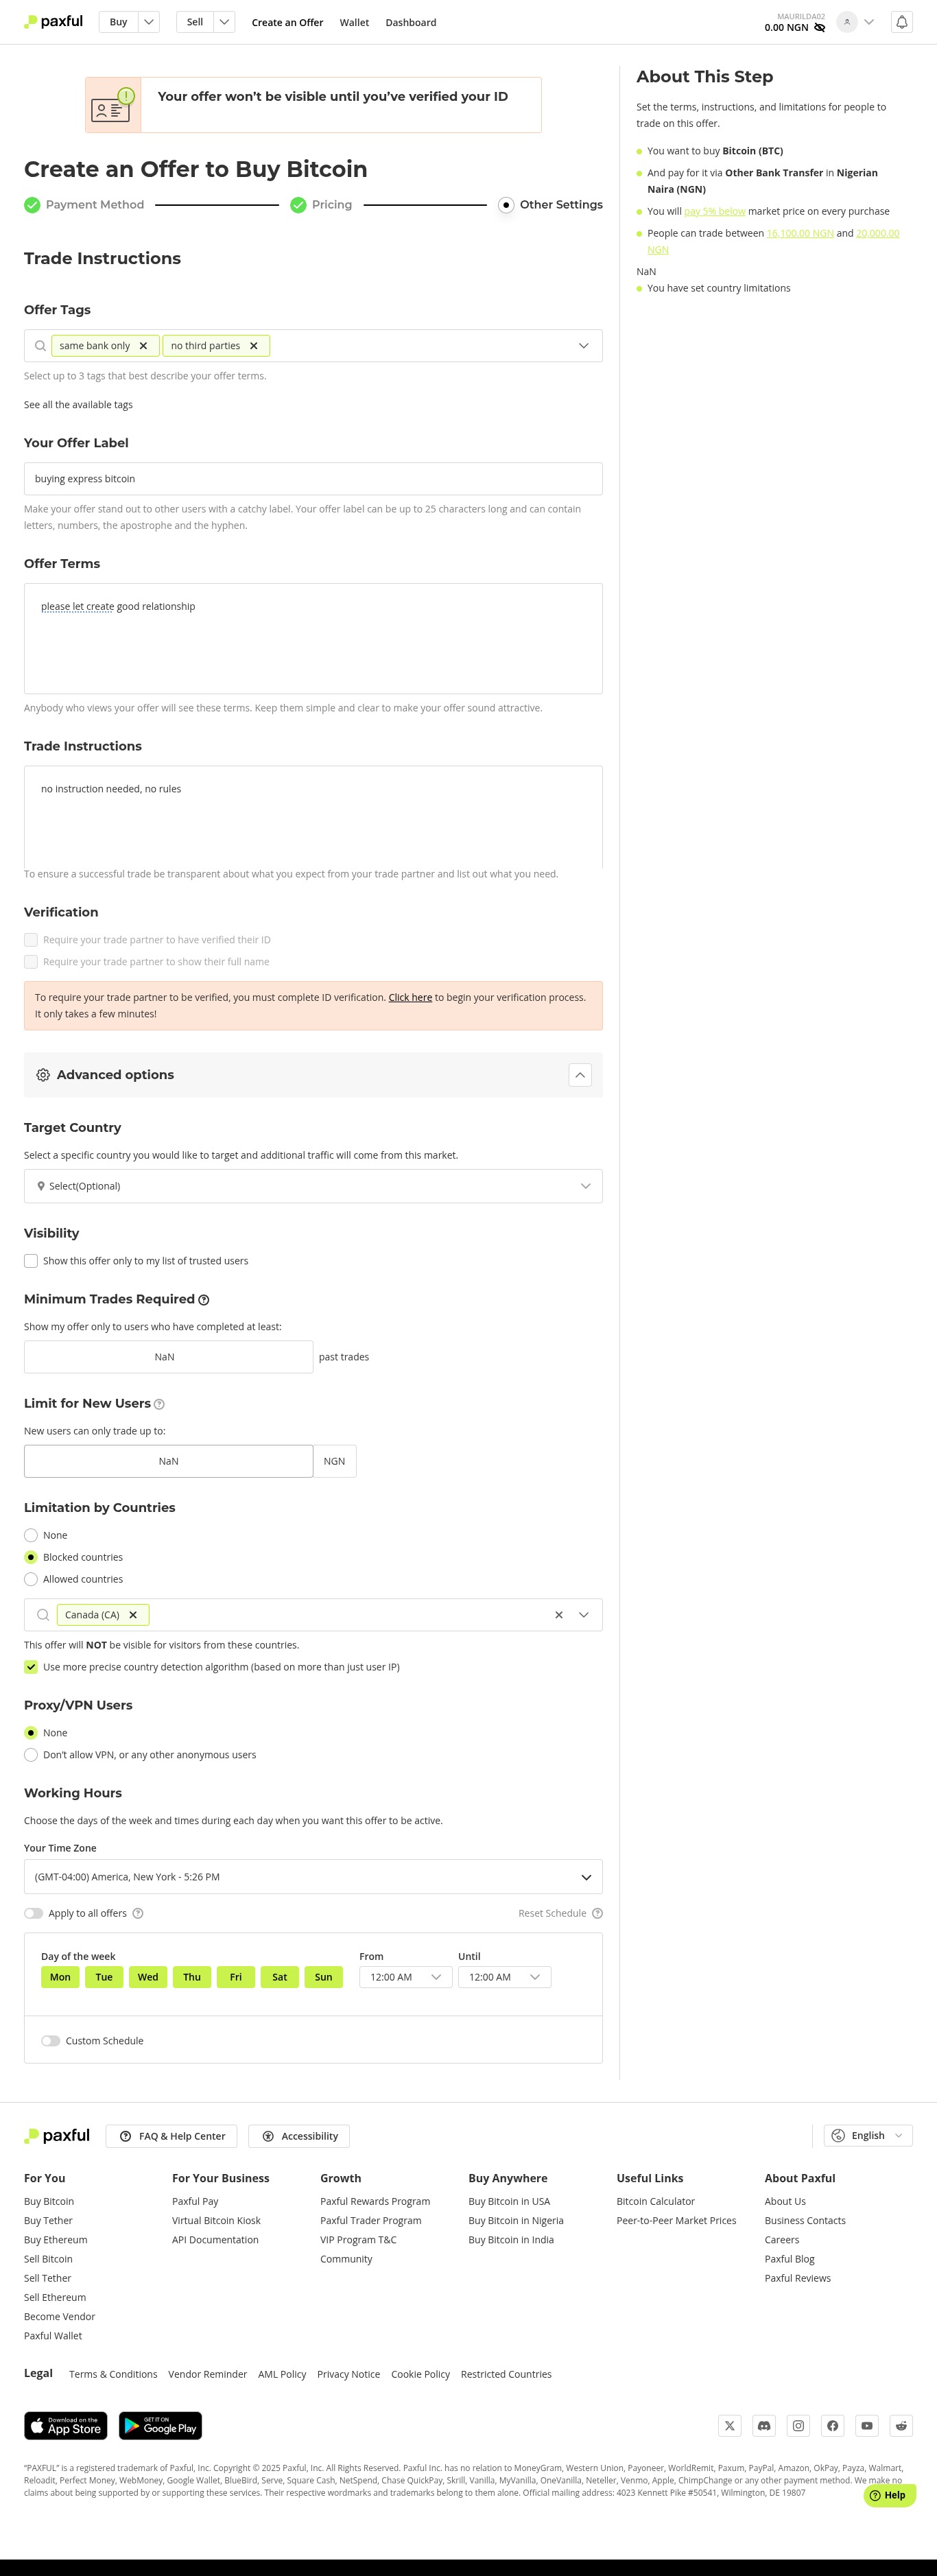 paxful
Buy
Sell
Create an Offer
Wallet
Dashboard
MAURILDA02
0.00 NGN
Your offer won’t be visible until you’ve verified your ID
Create an Offer to Buy Bitcoin
Payment Method
Pricing
Other Settings
Trade Instructions
Offer Tags
same bank only
no third parties
Select up to 3 tags that best describe your offer terms.
See all the available tags
Your Offer Label
buying express bitcoin
Make your offer stand out to other users with a catchy label. Your offer label can be up to 25 characters long and can contain
letters, numbers, the apostrophe and the hyphen.
Offer Terms
please let create good relationship
Anybody who views your offer will see these terms. Keep them simple and clear to make your offer sound attractive.
Trade Instructions
no instruction needed, no rules
To ensure a successful trade be transparent about what you expect from your trade partner and list out what you need.
Verification
Require your trade partner to have verified their ID
Require your trade partner to show their full name
To require your trade partner to be verified, you must complete ID verification. Click here to begin your verification process.
It only takes a few minutes!
Advanced options
Target Country
Select a specific country you would like to target and additional traffic will come from this market.
Select(Optional)
Visibility
Show this offer only to my list of trusted users
Minimum Trades Required
Show my offer only to users who have completed at least:
NaN
past trades
Limit for New Users
New users can only trade up to:
NaN
NGN
Limitation by Countries
None
Blocked countries
Allowed countries
Canada (CA)
This offer will NOT be visible for visitors from these countries.
Use more precise country detection algorithm (based on more than just user IP)
Proxy/VPN Users
None
Don’t allow VPN, or any other anonymous users
Working Hours
Choose the days of the week and times during each day when you want this offer to be active.
Your Time Zone
(GMT-04:00) America, New York - 5:26 PM
Apply to all offers
Reset Schedule
Day of the week
From
Until
Mon Tue Wed Thu Fri Sat Sun
12:00 AM
12:00 AM
Custom Schedule
About This Step
Set the terms, instructions, and limitations for people to
trade on this offer.
You want to buy Bitcoin (BTC)
And pay for it via Other Bank Transfer in Nigerian
Naira (NGN)
You will pay 5% below market price on every purchase
People can trade between 16,100.00 NGN and 20,000.00
NGN
NaN
You have set country limitations
paxful
FAQ & Help Center
Accessibility
English
For You
Buy Bitcoin
Buy Tether
Buy Ethereum
Sell Bitcoin
Sell Tether
Sell Ethereum
Become Vendor
Paxful Wallet
For Your Business
Paxful Pay
Virtual Bitcoin Kiosk
API Documentation
Growth
Paxful Rewards Program
Paxful Trader Program
VIP Program T&C
Community
Buy Anywhere
Buy Bitcoin in USA
Buy Bitcoin in Nigeria
Buy Bitcoin in India
Useful Links
Bitcoin Calculator
Peer-to-Peer Market Prices
About Paxful
About Us
Business Contacts
Careers
Paxful Blog
Paxful Reviews
Legal
Terms & Conditions
Vendor Reminder
AML Policy
Privacy Notice
Cookie Policy
Restricted Countries
Download on the
App Store
GET IT ON
Google Play
“PAXFUL” is a registered trademark of Paxful, Inc. Copyright © 2025 Paxful, Inc. All Rights Reserved. Paxful Inc. has no relation to MoneyGram, Western Union, Payoneer, WorldRemit, Paxum, PayPal, Amazon, OkPay, Payza, Walmart,
Reloadit, Perfect Money, WebMoney, Google Wallet, BlueBird, Serve, Square Cash, NetSpend, Chase QuickPay, Skrill, Vanilla, MyVanilla, OneVanilla, Neteller, Venmo, Apple, ChimpChange or any other payment method. We make no
claims about being supported by or supporting these services. Their respective wordmarks and trademarks belong to them alone. Official mailing address: 4023 Kennett Pike #50541, Wilmington, DE 19807
Help